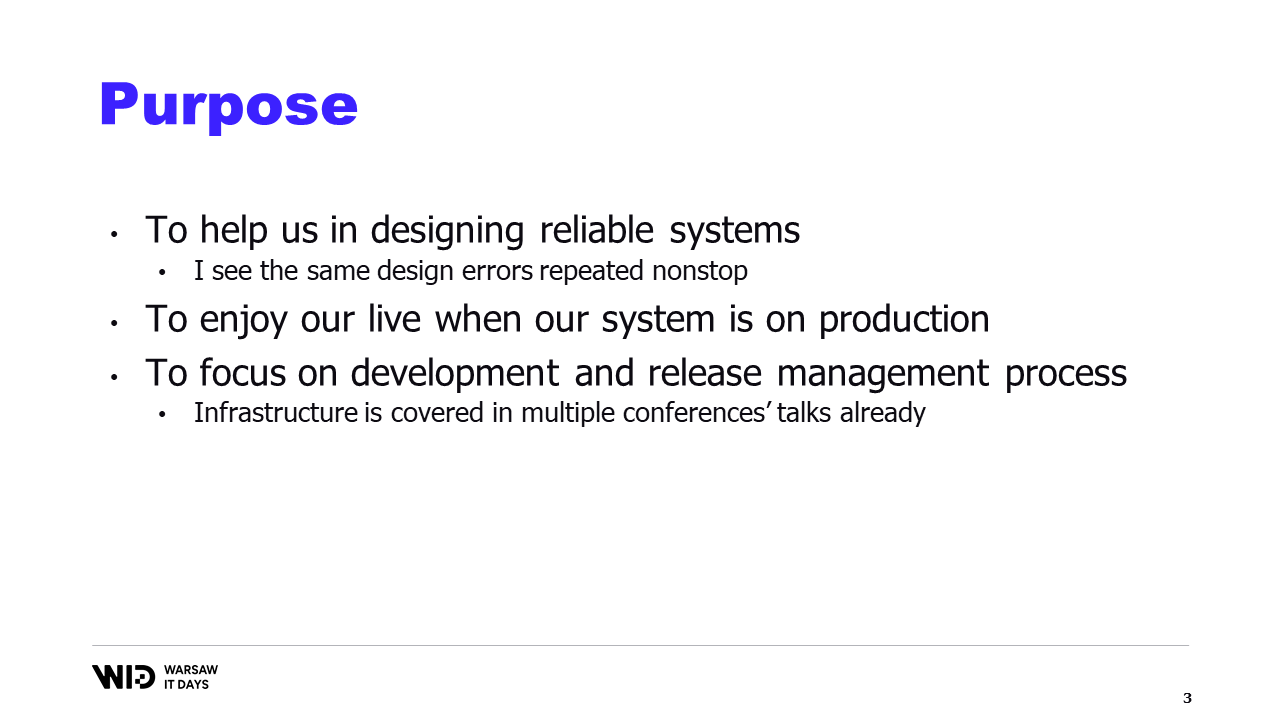 Purpose
• To help us in designing reliable systems
• I see the same design errors repeated nonstop
• To enjoy our live when our system is on production
• To focus on development and release management process
• Infrastructure is covered in multiple conferences’ talks already
WID WARSAW
IT DAYS
3